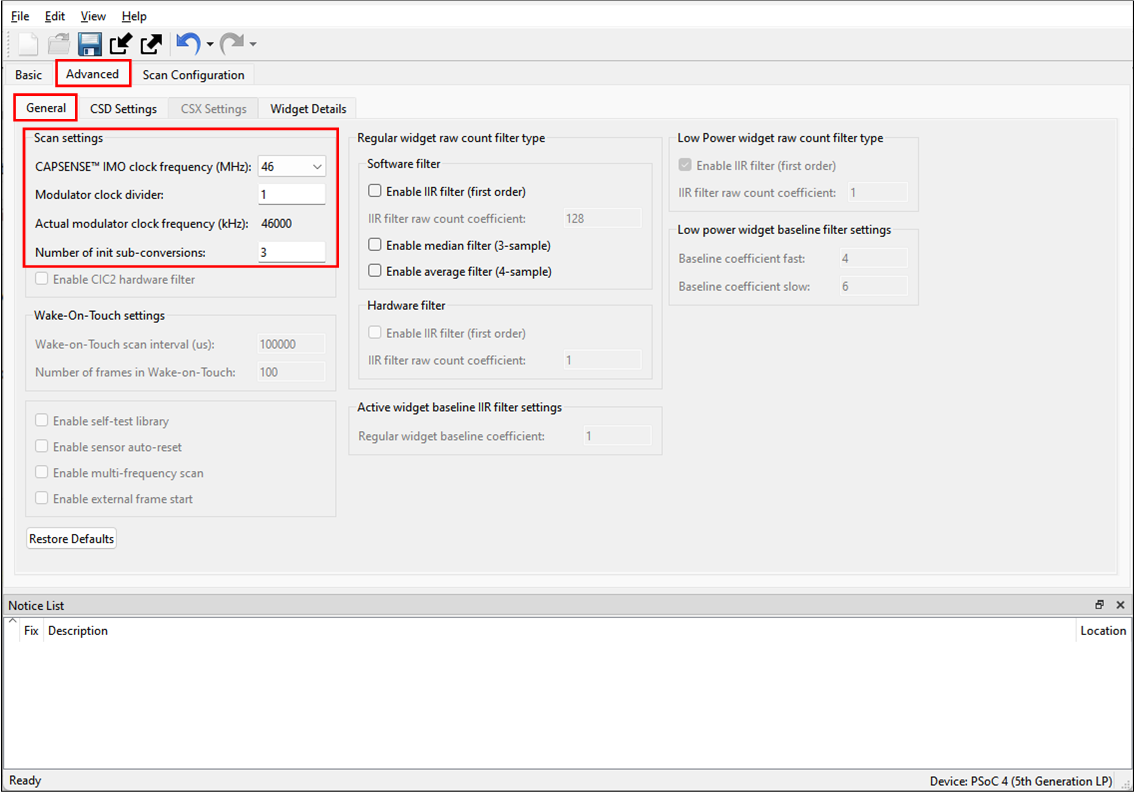 File Edit View Help
Basic Advanced Scan Configuration
General CSD Settings CSX Settings Widget Details
Scan settings
CAPSENSE™ IMO clock frequency (MHz): 46
Modulator clock divider: 1
Actual modulator clock frequency (kHz): 46000
Number of init sub-conversions: 3
Enable CIC2 hardware filter
Wake-On-Touch settings
Wake-on-Touch scan interval (us): 100000
Number of frames in Wake-on-Touch: 100
Enable self-test library
Enable sensor auto-reset
Enable multi-frequency scan
Enable external frame start
Restore Defaults
Regular widget raw count filter type
Software filter
Enable IIR filter (first order)
IIR filter raw count coefficient: 128
Enable median filter (3-sample)
Enable average filter (4-sample)
Hardware filter
Enable IIR filter (first order)
IIR filter raw count coefficient: 1
Active widget baseline IIR filter settings
Regular widget baseline coefficient: 1
Low Power widget raw count filter type
Enable IIR filter (first order)
IIR filter raw count coefficient: 1
Low power widget baseline filter settings
Baseline coefficient fast: 4
Baseline coefficient slow: 6
Notice List
Fix Description Location
Ready Device: PSoC 4 (5th Generation LP)